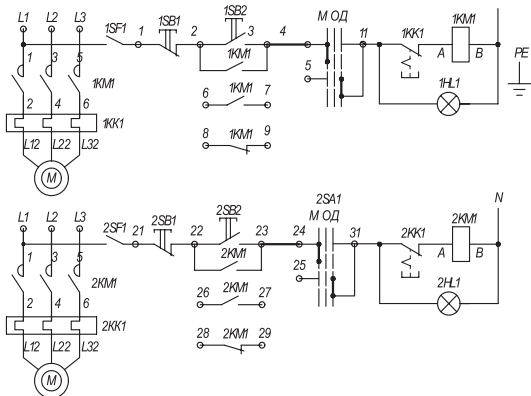 L1 L2 L3
1SF1 1 1SB1 2 1SB2 3 4 М ОД 11 1KK1 1KM1
1 3 5 1KM1 1KM1 5 A B PE
1HL1
2 4 6 6 1KM1 7
1KK1
L12 L22 L32 8 1KM1 9
M
L1 L2 L3 2SA1 N
2SF1 21 2SB1 22 2SB2 23 24 М ОД 31 2KK1 2KM1
1 3 5 2KM1 2KM1 25 A B
2HL1
2 4 6 26 2KM1 27
2KK1
L12 L22 L32 28 2KM1 29
M